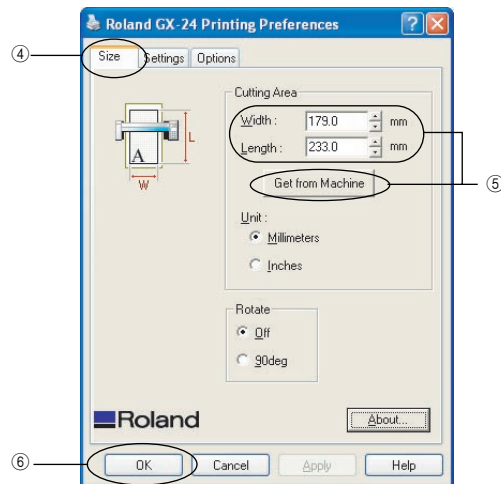 Roland GX-24 Printing Preferences
④
Size Settings Options
Cutting Area
Width : 179.0 mm
Length : 233.0 mm
Get from Machine
⑤
L
A
W
Unit :
Millimeters
Inches
Rotate
Off
90deg
Roland
About...
⑥
OK Cancel Apply Help